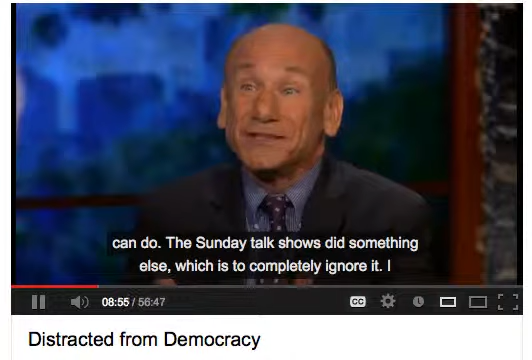 can do. The Sunday talk shows did something
else, which is to completely ignore it. I
08:55 / 56:47
CC
Distracted from Democracy